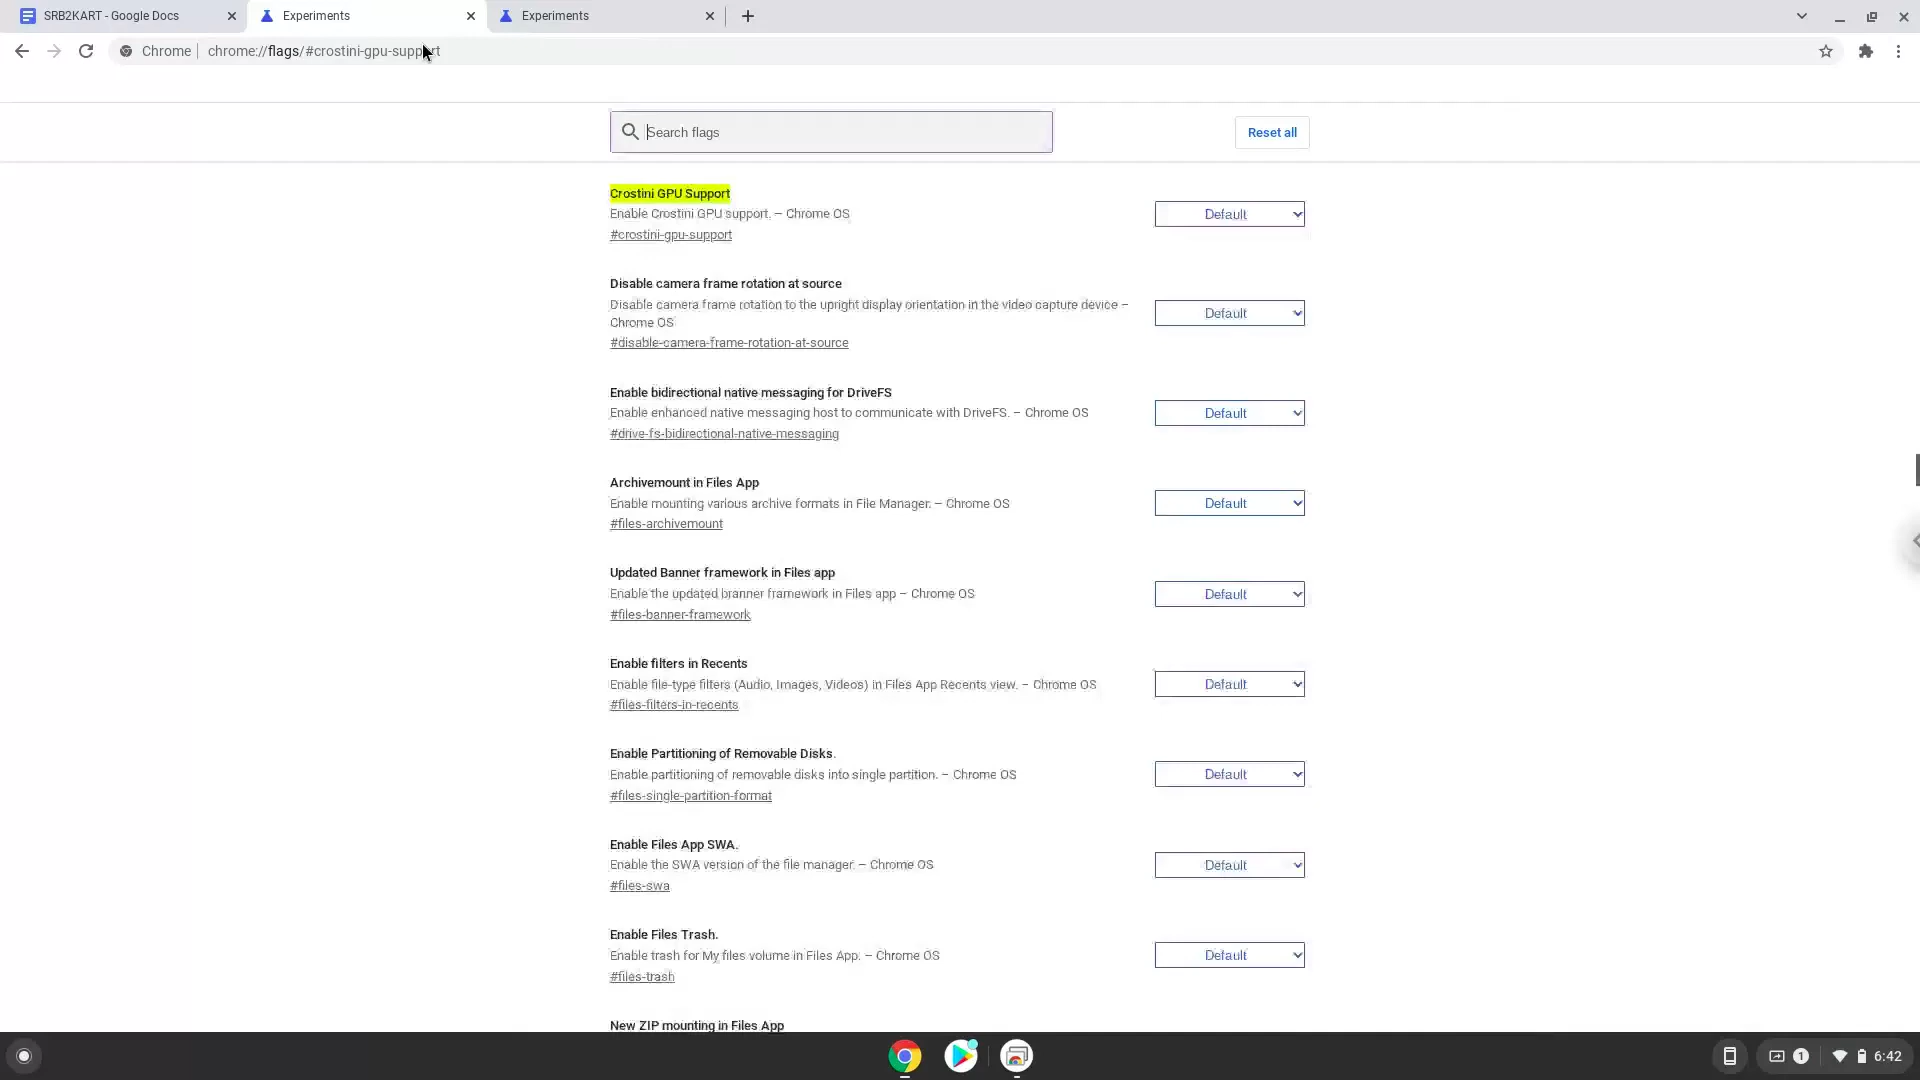 SRB2KART - Google Docs
Experiments
Experiments
Chrome
chrome://flags/#crostini-gpu-support
Search flags
Reset all
Crostini GPU Support
Enable Crostini GPU support. – Chrome OS
#crostini-gpu-support
Default
Disable camera frame rotation at source
Disable camera frame rotation to the upright display orientation in the video capture device –
Chrome OS
#disable-camera-frame-rotation-at-source
Default
Enable bidirectional native messaging for DriveFS
Enable enhanced native messaging host to communicate with DriveFS. – Chrome OS
#drive-fs-bidirectional-native-messaging
Default
Archivemount in Files App
Enable mounting various archive formats in File Manager. – Chrome OS
#files-archivemount
Default
Updated Banner framework in Files app
Enable the updated branner framework in Files app – Chrome OS
#files-banner-framework
Default
Enable filters in Recents
Enable file-type filters (Audio, Images, Videos) in Files App Recents view. – Chrome OS
#files-filters-in-recents
Default
Enable Partitioning of Removable Disks.
Enable partitioning of removable disks into single partition. – Chrome OS
#files-single-partition-format
Default
Enable Files App SWA.
Enable the SWA version of the file manager. – Chrome OS
#files-swa
Default
Enable Files Trash.
Enable trash for My files volume in Files App. – Chrome OS
#files-trash
Default
New ZIP mounting in Files App
1
6:42